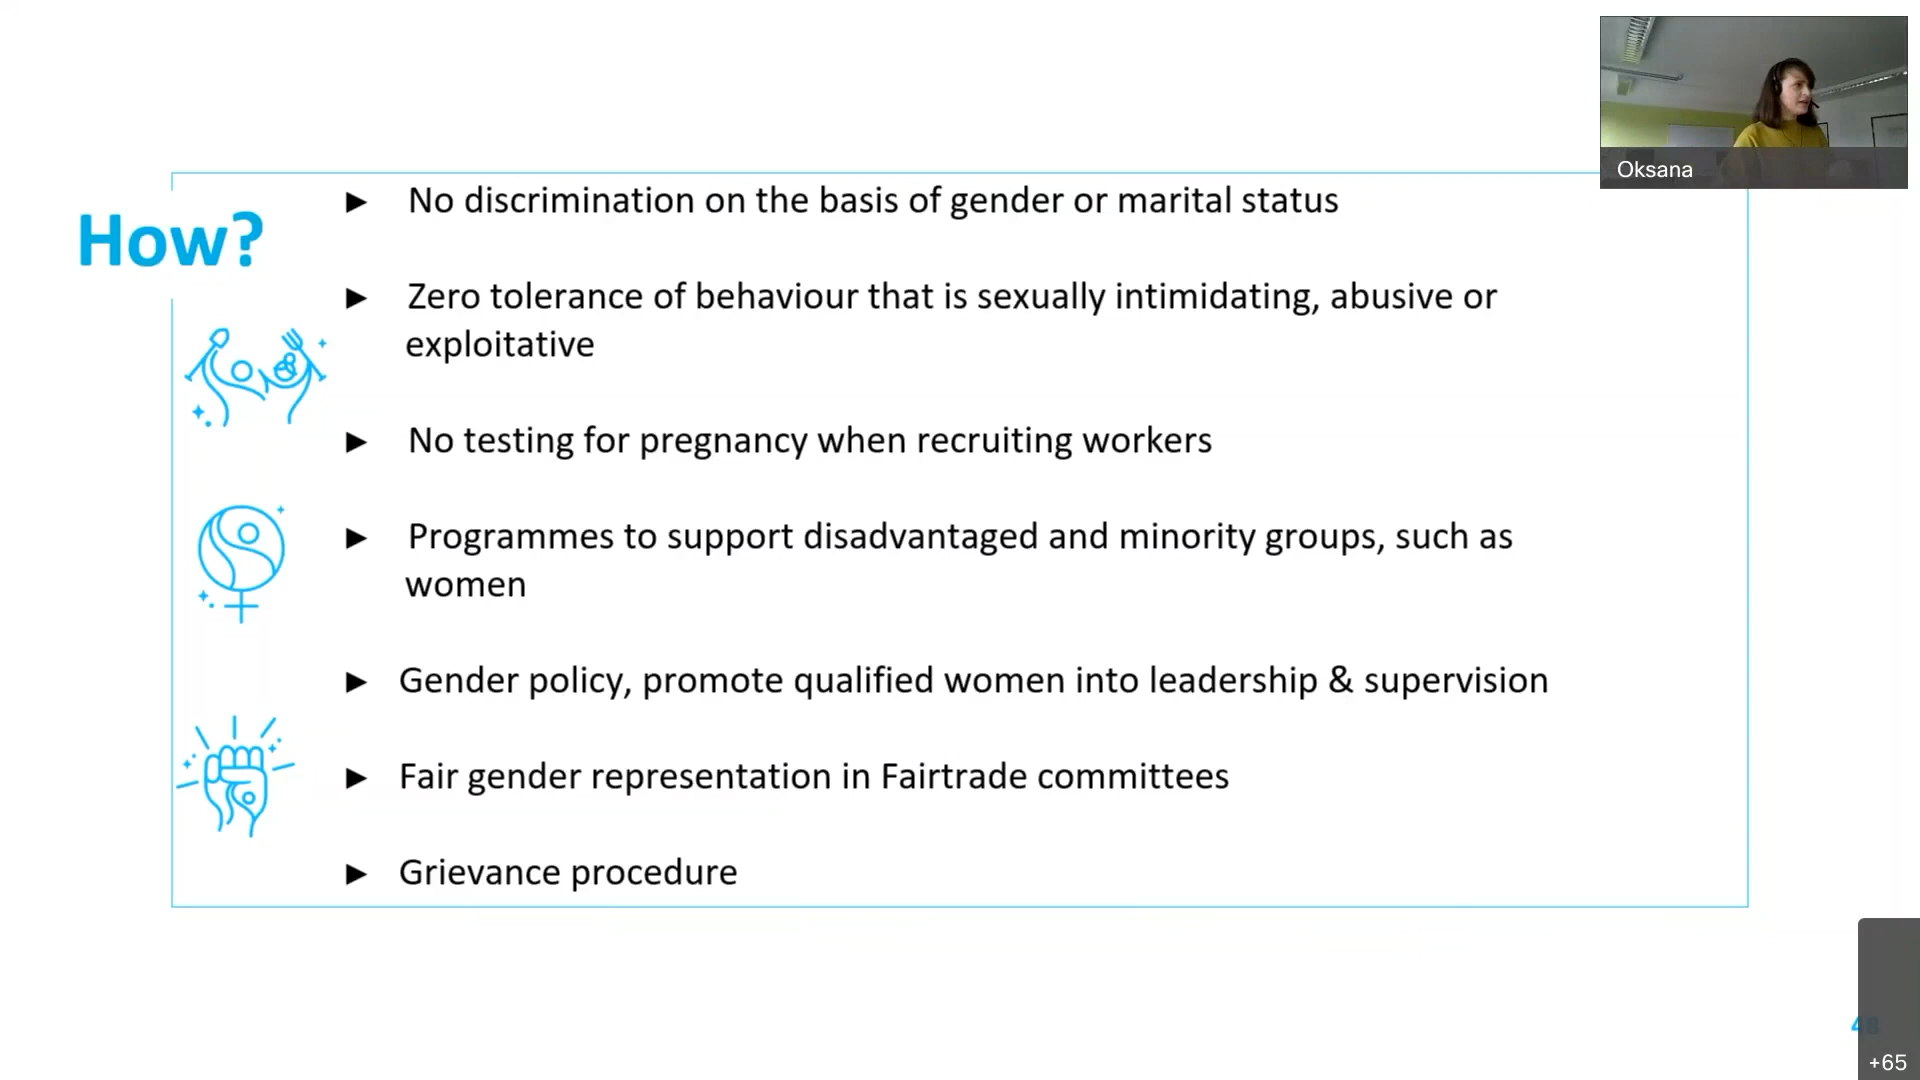 Oksana
How?
► No discrimination on the basis of gender or marital status
► Zero tolerance of behaviour that is sexually intimidating, abusive or
exploitative
► No testing for pregnancy when recruiting workers
► Programmes to support disadvantaged and minority groups, such as
women
► Gender policy, promote qualified women into leadership & supervision
► Fair gender representation in Fairtrade committees
► Grievance procedure
48
+65